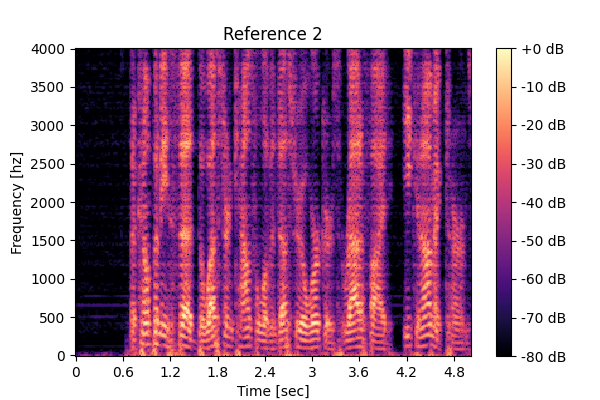 Reference 2
4000
3500
3000
2500
2000
1500
1000
500
0
Frequency [hz]
0 0.6 1.2 1.8 2.4 3 3.6 4.2 4.8
Time [sec]
+0 dB
-10 dB
-20 dB
-30 dB
-40 dB
-50 dB
-60 dB
-70 dB
-80 dB